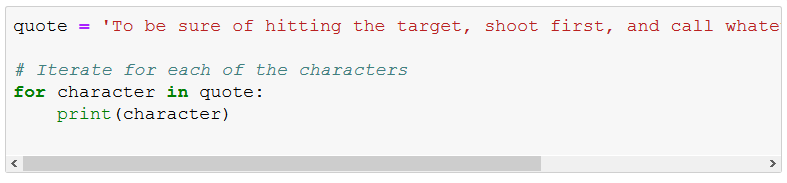 quote = 'To be sure of hitting the target, shoot first, and call whate
# Iterate for each of the characters
for character in quote:
    print(character)